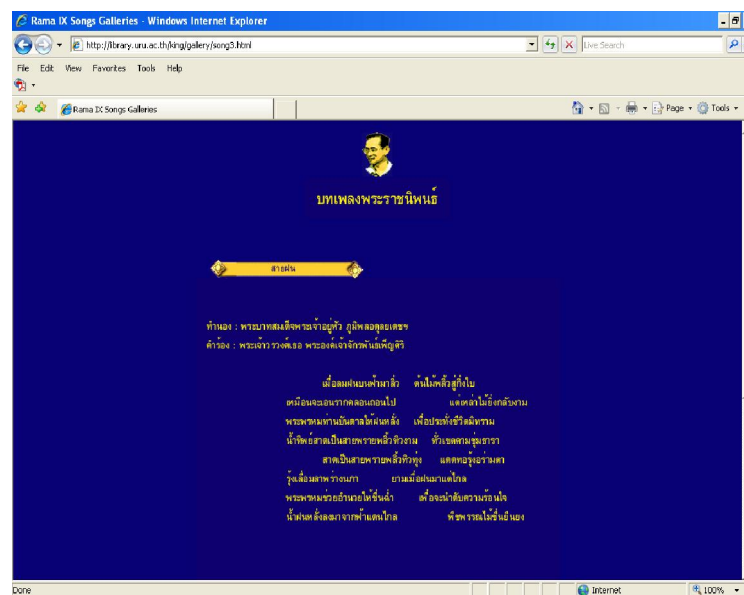 Rama IX Songs Galleries - Windows Internet Explorer
http://library.uru.ac.th/king/gallery/song3.html Live Search
File Edit View Favorites Tools Help
Rama IX Songs Galleries Page Tools
บทเพลงพระราชนิพนธ์
สายฝน
ทำนอง : พระบาทสมเด็จพระเจ้าอยู่หัว ภูมิพลอดุลยเดชฯ
คำร้อง : พระเจ้าวรวงศ์เธอ พระองค์เจ้าจักรพันธ์เพ็ญศิริ
เมื่อลมฝนบนฟ้ามาลิ่ว ต้นไม้พลิ้วลู่กิ่งใบ
เหมือนจะเอนรากคลอนถอนไป แต่เหล่าไม้ยิ่งกลับงาม
พระพรหมท่านบันดาลให้ฝนหลั่ง เพื่อประทังชีวิตมิทราม
น้ำทิพย์สาดเป็นสายพรายพลิ้วทิวงาม ทั่วเขตคามชุ่มธารา
สาดเป็นสายพรายพลิ้วทิวทุ่ง แดดทอรุ้งอร่ามตา
รุ้งเลื่อมลาพร่างนภา ยามเมื่อฝนมาแต่ไกล
พระพรหมช่วยอำนวยให้ชื่นฉ่ำ เพื่อจะนำดับความร้อนใจ
น้ำฝนหลั่งลงมาจากฟ้าแดนไกล พืชพรรณไม้ชื่นยืนยง
Done Internet 100%